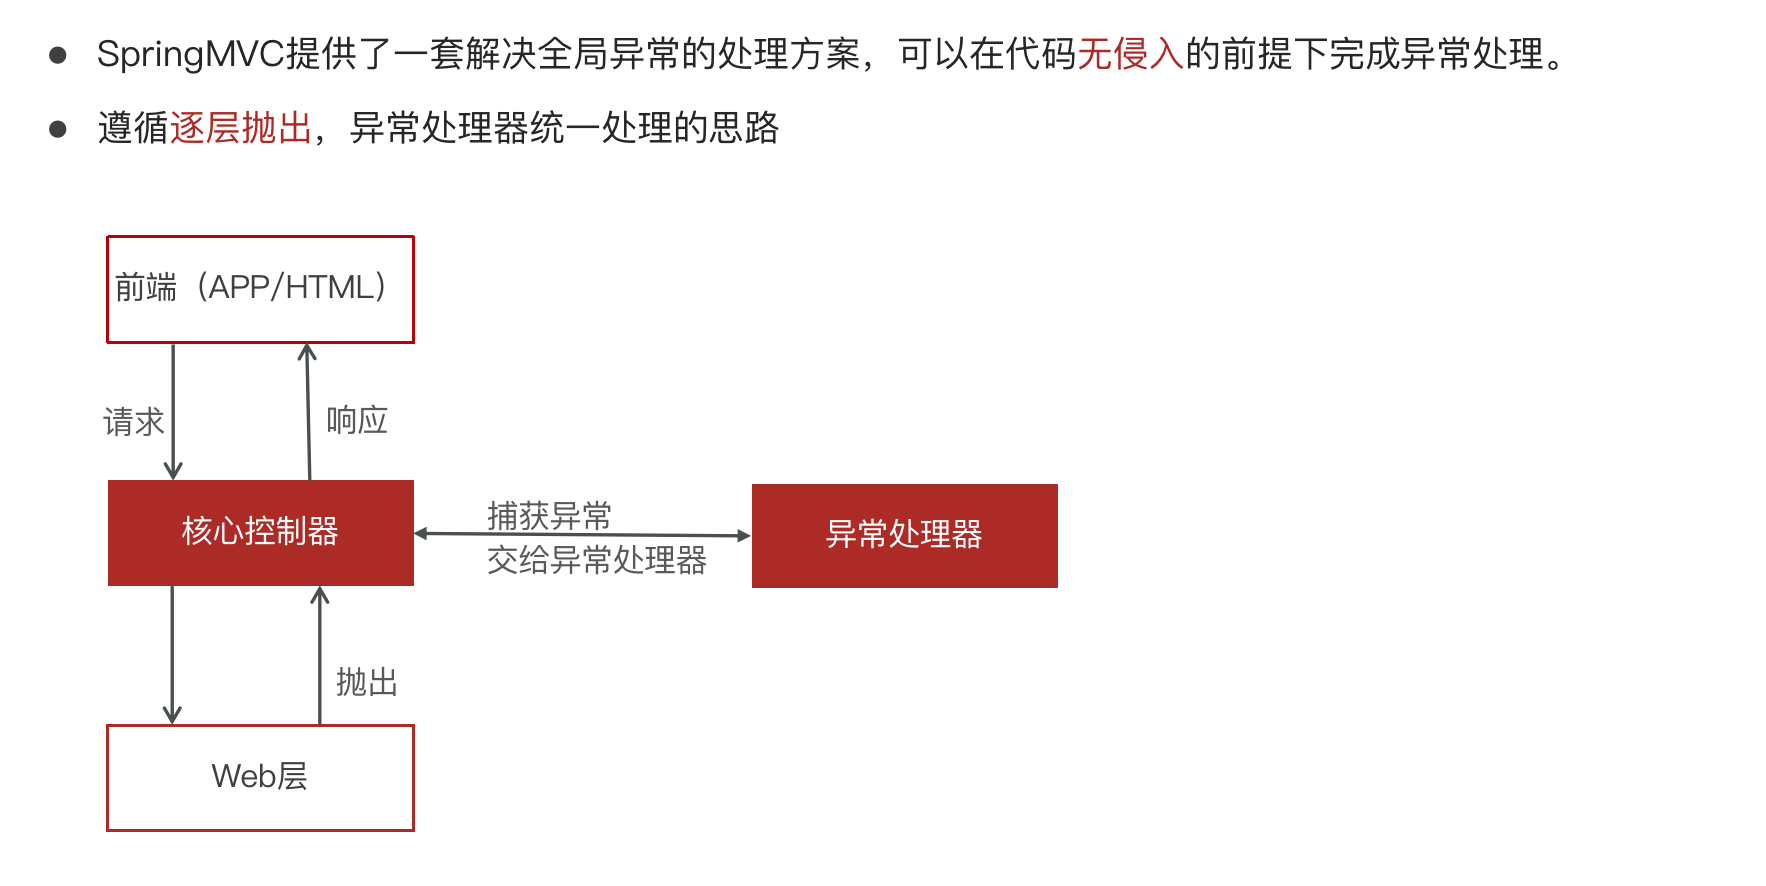 SpringMVC提供了一套解决全局异常的处理方案，可以在代码无侵入的前提下完成异常处理。
遵循逐层抛出，异常处理器统一处理的思路
前端（APP/HTML）
请求
响应
核心控制器
捕获异常
交给异常处理器
异常处理器
抛出
Web层